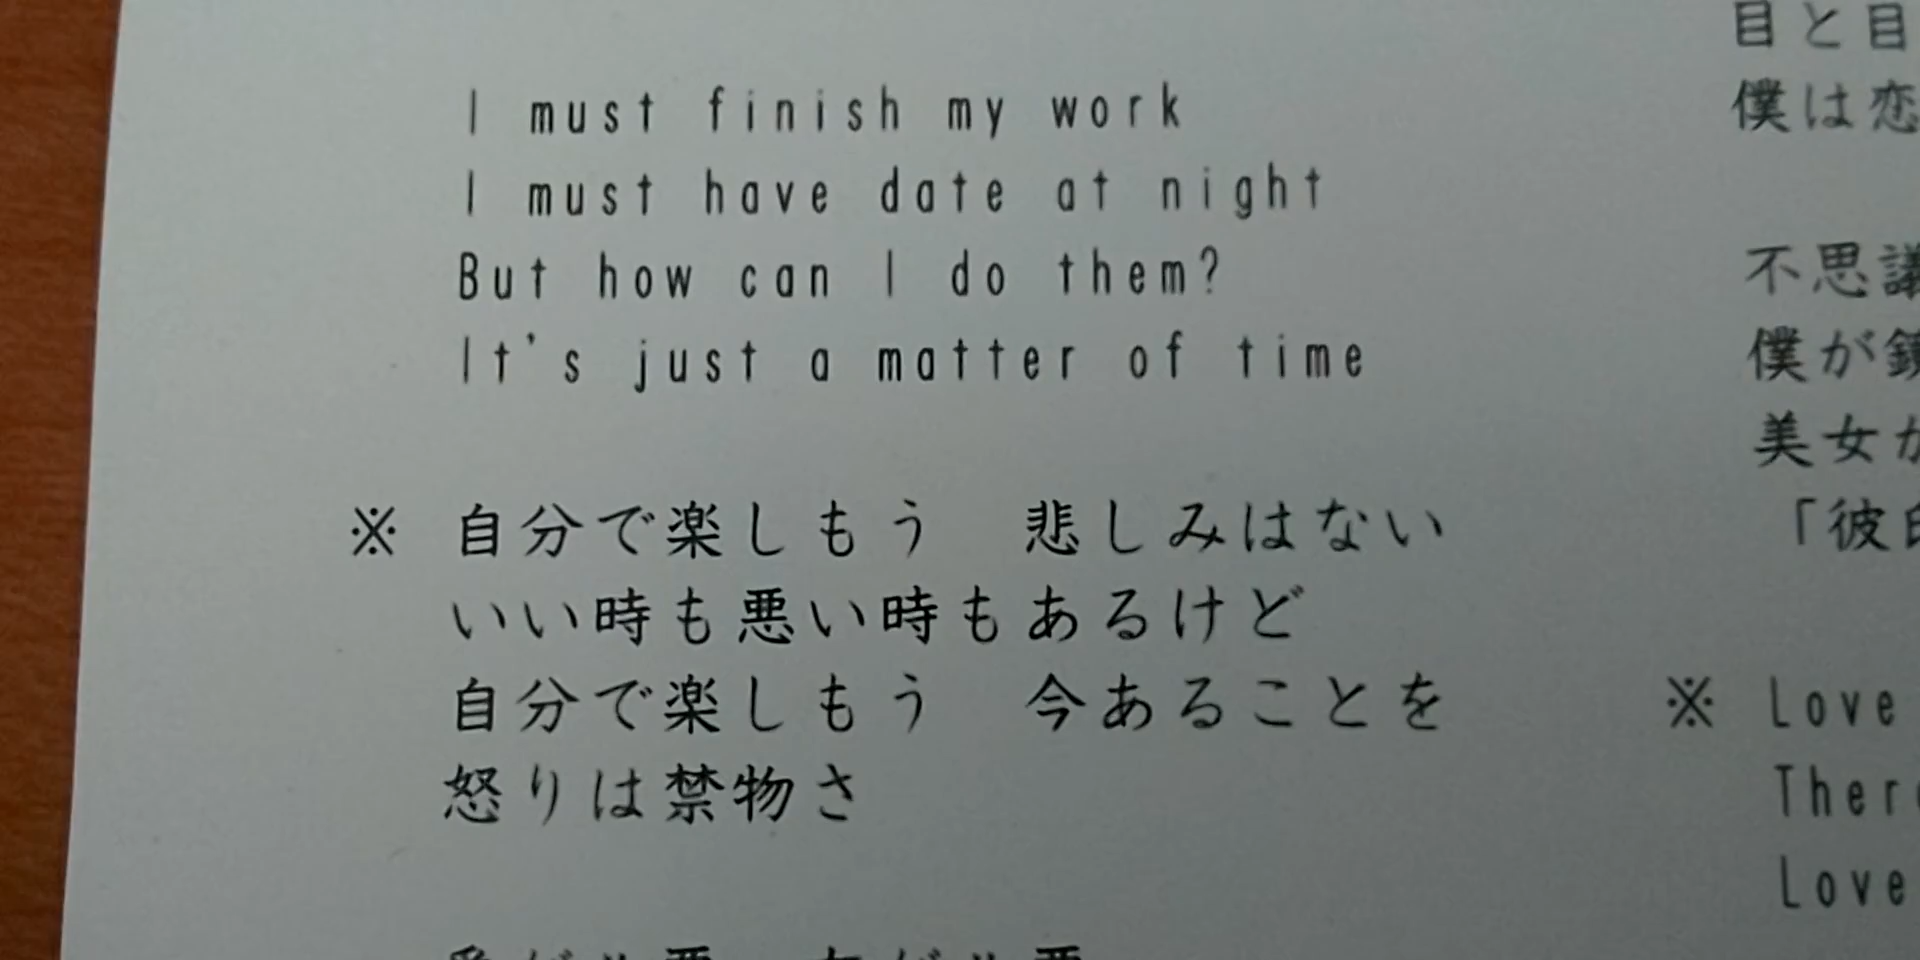 I must finish my work
I must have date at night
But how can I do them?
It's just a matter of time
※ 自分で楽しもう　悲しみはない
いい時も悪い時もあるけど
自分で楽しもう　今あることを
怒りは禁物さ
目と目
僕は恋
不思議
僕が鏡
美女が
「彼
※ Love
Love